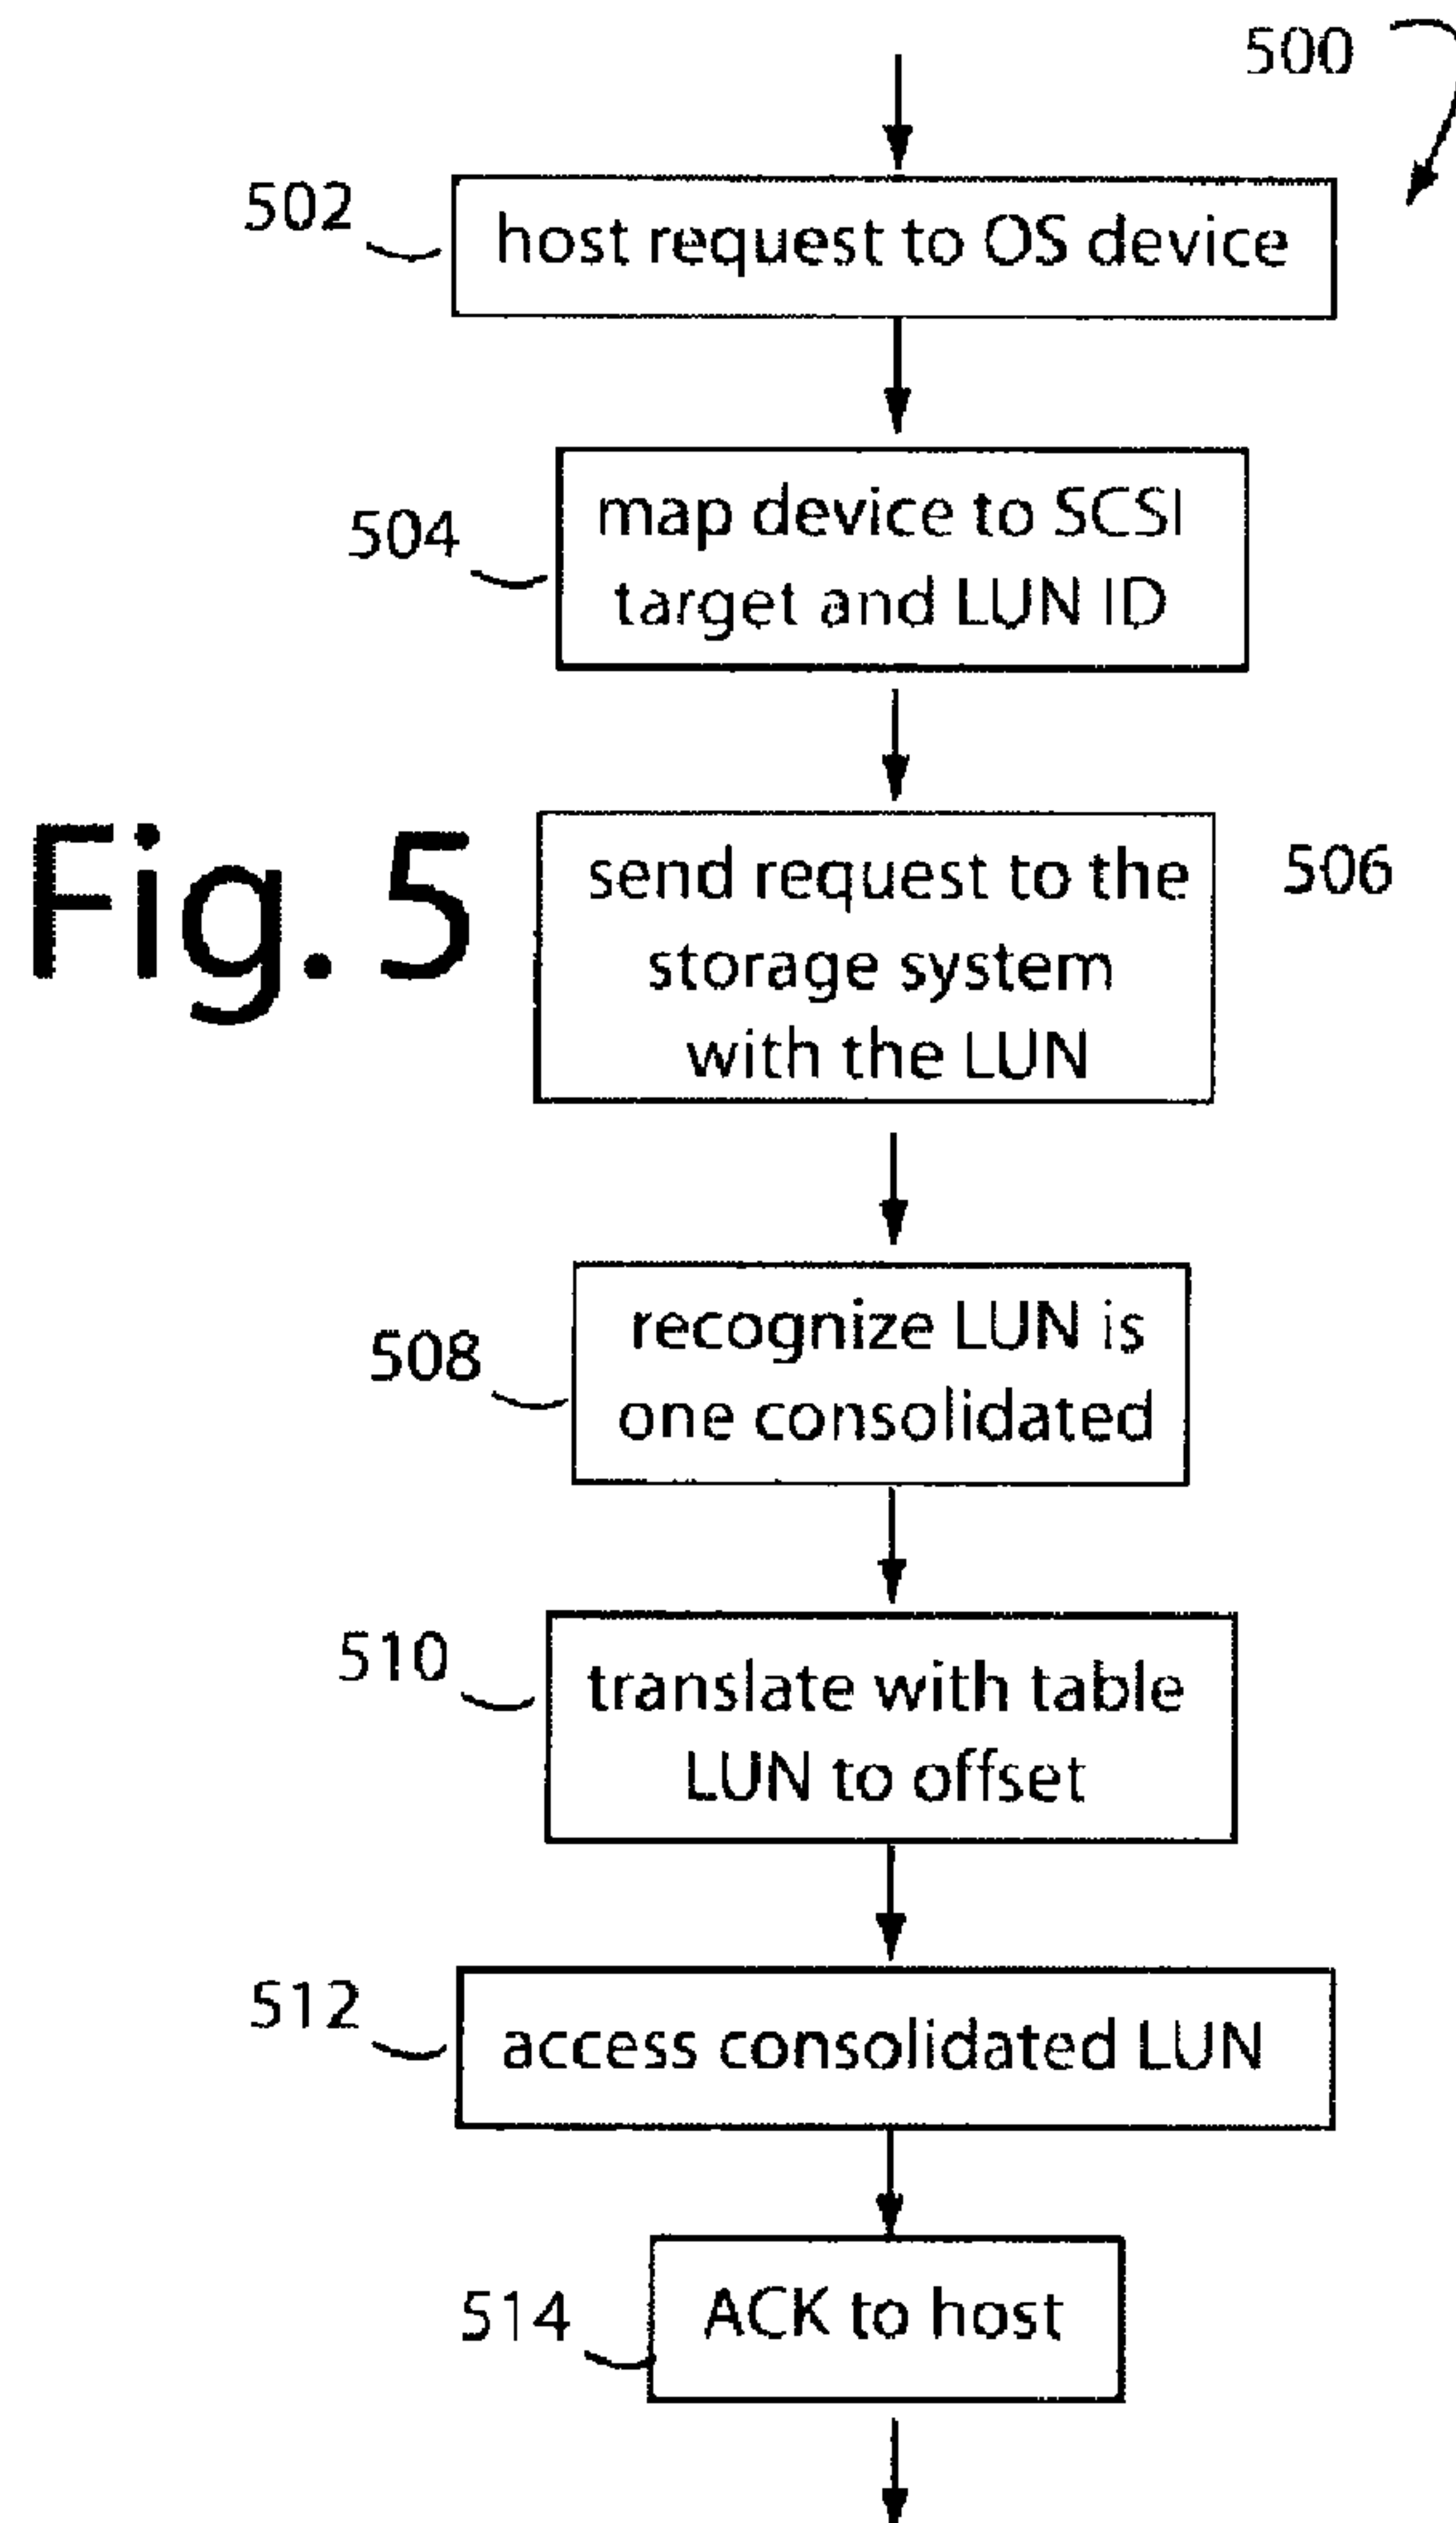 500
502
host request to OS device
504
map device to SCSI
target and LUN ID
Fig. 5
send request to the
storage system
with the LUN
506
508
recognize LUN is
one consolidated
510
translate with table
LUN to offset
512
access consolidated LUN
514
ACK to host